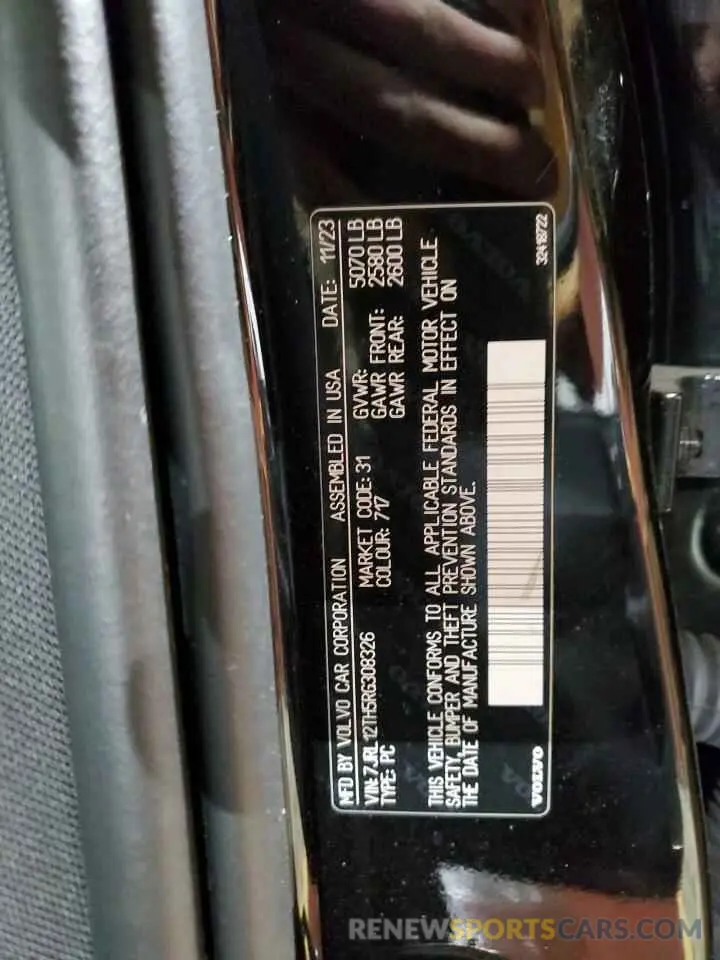 MFD BY VOLVO CAR CORPORATION ASSEMBLED IN USA DATE: 11/23
VIN: 7JRL12TH5RG308326 MARKET CODE: 31 GVWR: 5070 LB
TYPE: PC COLOUR: 717 GAWR FRONT: 2580 LB
GAWR REAR: 2600 LB
THIS VEHICLE CONFORMS TO ALL APPLICABLE FEDERAL MOTOR VEHICLE
SAFETY, BUMPER AND THEFT PREVENTION STANDARDS IN EFFECT ON
THE DATE OF MANUFACTURE SHOWN ABOVE.
VOLVO 32419722
RENEWSPORTSCARS.COM